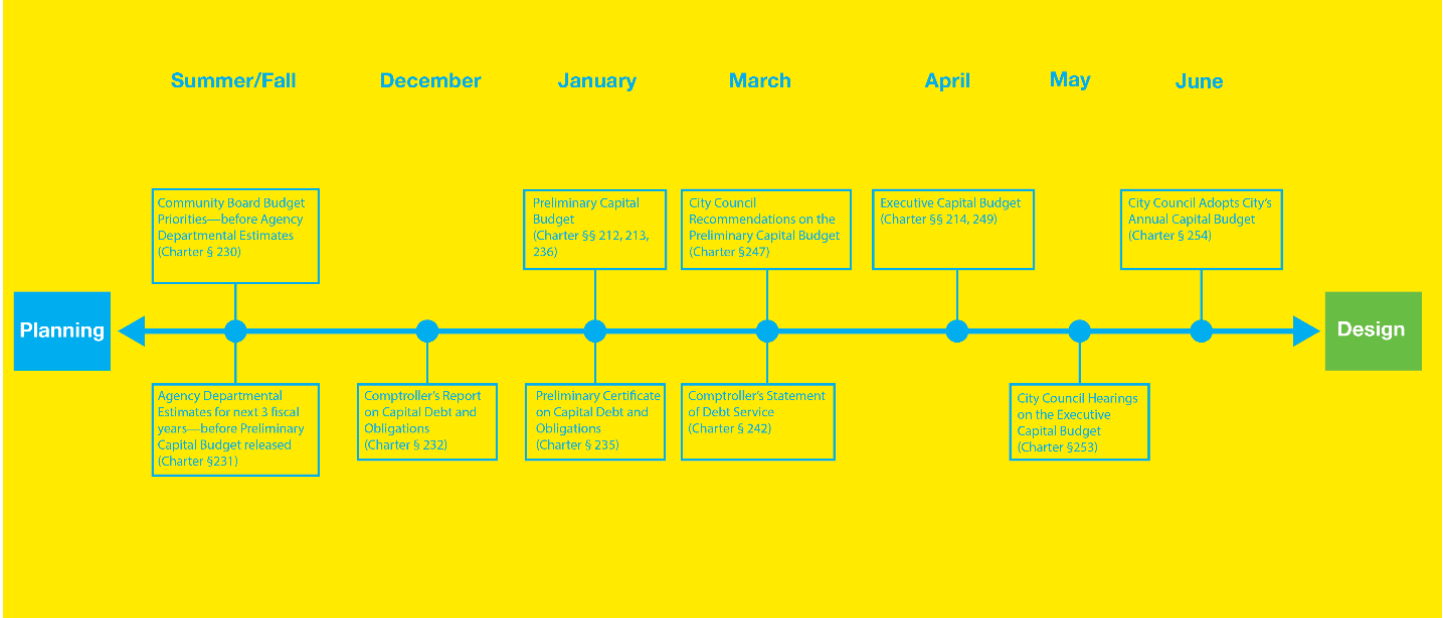 Summer/Fall
December
January
March
April
May
June
Community Board Budget
Priorities—before Agency
Departmental Estimates
(Charter § 230)
Preliminary Capital
Budget
(Charter §§ 212, 213,
236)
City Council
Recommendations on the
Preliminary Capital Budget
(Charter §247)
Executive Capital Budget
(Charter §§ 214, 249)
City Council Adopts City's
Annual Capital Budget
(Charter § 254)
Planning
Design
Agency Departmental
Estimates for next 3 fiscal
years—before Preliminary
Capital Budget released
(Charter §231)
Comptroller's Report
on Capital Debt and
Obligations
(Charter § 232)
Preliminary Certificate
on Capital Debt and
Obligations
(Charter § 235)
Comptroller's Statement
of Debt Service
(Charter § 242)
City Council Hearings
on the Executive
Capital Budget
(Charter §253)